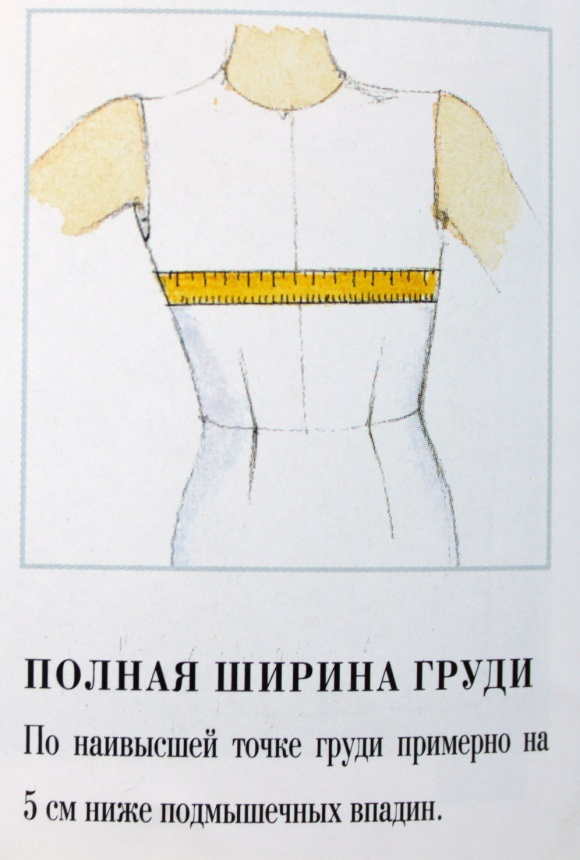 ПОЛНАЯ ШИРИНА ГРУДИ
По наивысшей точке груди примерно на
5 см ниже подмышечных впадин.